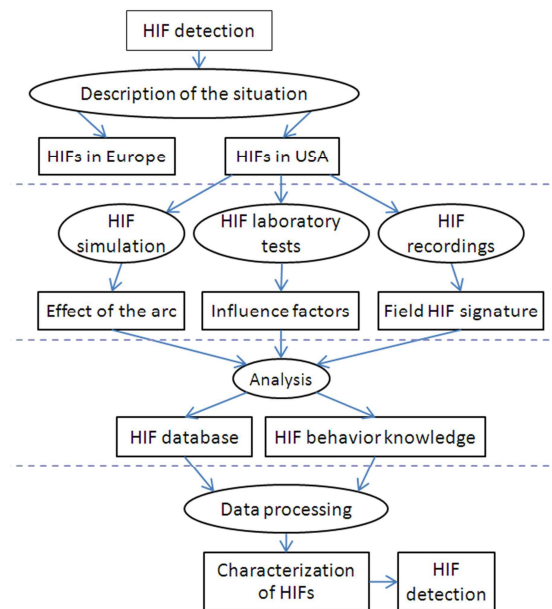 HIF detection
Description of the situation
HIFs in Europe
HIFs in USA
HIF
simulation
HIF laboratory
tests
HIF
recordings
Effect of the arc
Influence factors
Field HIF signature
Analysis
HIF database
HIF behavior knowledge
Data processing
Characterization
of HIFs
HIF
detection